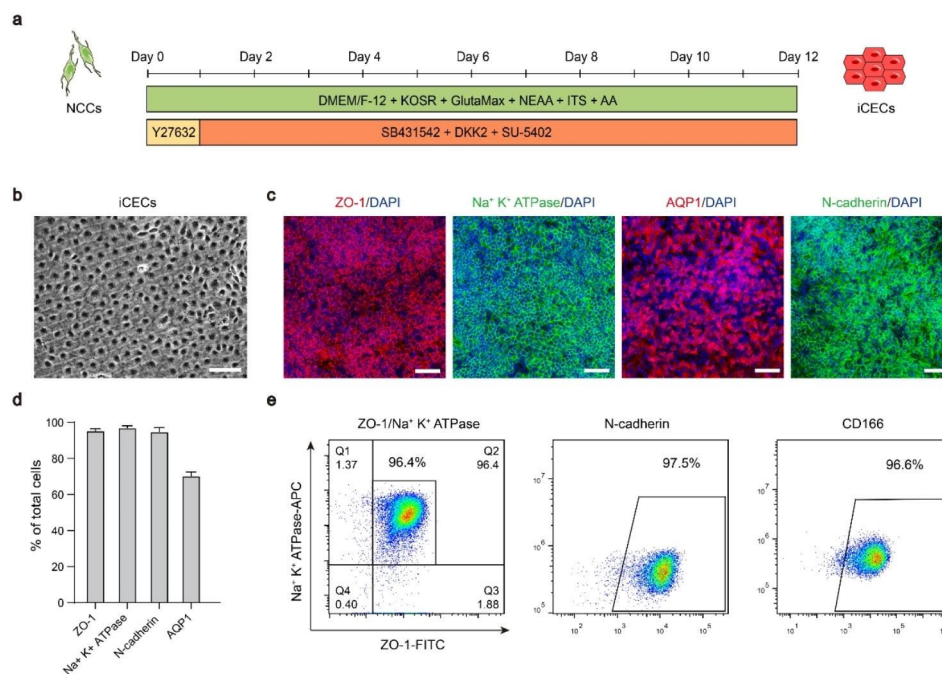 a
Day 0 Day 2 Day 4 Day 6 Day 8 Day 10 Day 12
NCCs
DMEM/F-12 + KOSR + GlutaMax + NEAA + ITS + AA
iCECs
Y27632
SB431542 + DKK2 + SU-5402
b
iCECs
c
ZO-1/DAPI
Na⁺ K⁺ ATPase/DAPI
AQP1/DAPI
N-cadherin/DAPI
d
% of total cells
100
80
60
40
20
0
ZO-1
Na+ K+ ATPase
N-cadherin
AQP1
e
ZO-1/Na⁺ K⁺ ATPase
Q1
1.37
96.4%
Q2
96.4
Q4
0.40
Q3
1.88
Na⁺ K⁺ ATPase-APC
ZO-1-FITC
N-cadherin
97.5%
10⁷
10⁶
10⁵
10² 10³ 10⁴ 10⁵
CD166
96.6%
10⁷
10⁶
10⁵
10¹ 10² 10³ 10⁴